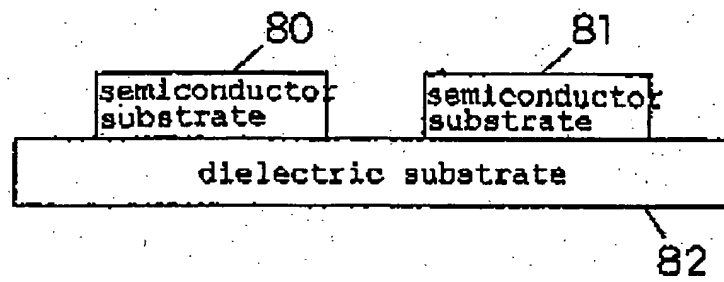 80
81
semiconductor
substrate
semiconductor
substrate
dielectric substrate
82